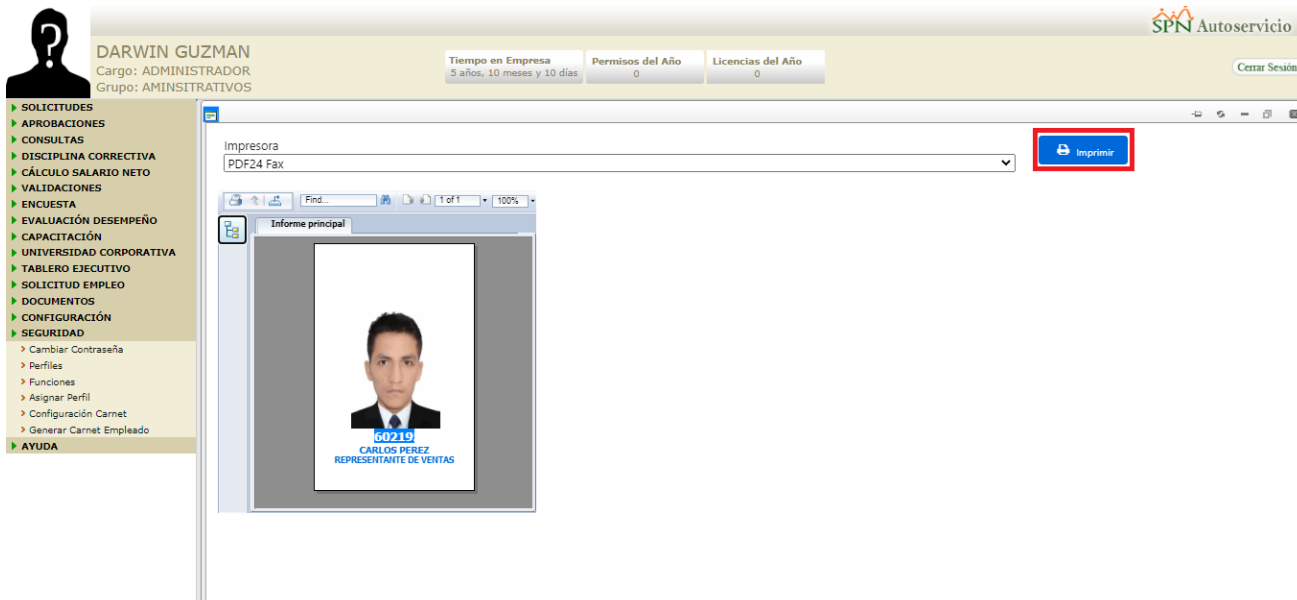 SPN Autoservicio
DARWIN GUZMAN
Cargo: ADMINISTRADOR
Grupo: AMINSITRATIVOS
Tiempo en Empresa
5 años, 10 meses y 10 días
Permisos del Año
0
Licencias del Año
0
Cerrar Sesión
SOLICITUDES
APROBACIONES
CONSULTAS
DISCIPLINA CORRECTIVA
CÁLCULO SALARIO NETO
VALIDACIONES
ENCUESTA
EVALUACIÓN DESEMPEÑO
CAPACITACIÓN
UNIVERSIDAD CORPORATIVA
TABLERO EJECUTIVO
SOLICITUD EMPLEO
DOCUMENTOS
CONFIGURACIÓN
SEGURIDAD
Cambiar Contraseña
Perfiles
Funciones
Asignar Perfil
Configuración Carnet
Generar Carnet Empleado
AYUDA
Impresora
PDF24 Fax
Imprimir
Find...
1 of 1
100%
Informe principal
60219
CARLOS PEREZ
REPRESENTANTE DE VENTAS